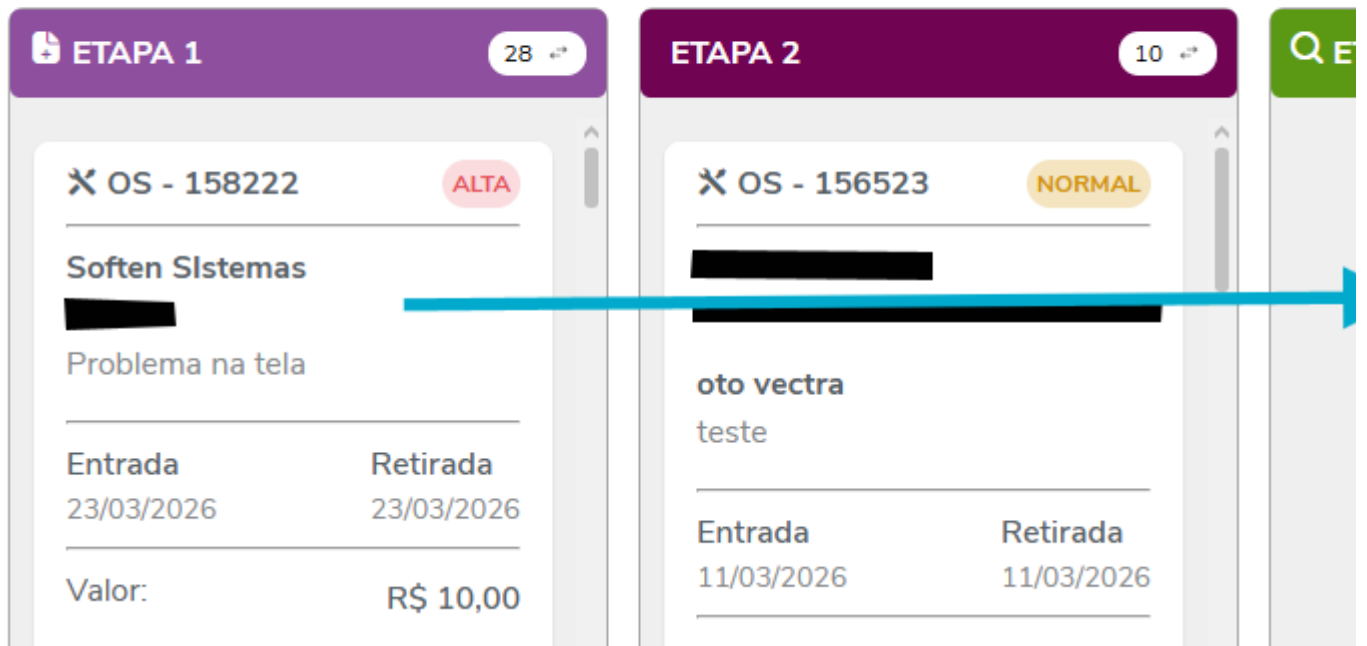 ETAPA 1
28
OS - 158222
ALTA
Soften SIstemas
Problema na tela
Entrada
Retirada
23/03/2026
23/03/2026
Valor:
R$ 10,00
ETAPA 2
10
OS - 156523
NORMAL
oto vectra
teste
Entrada
Retirada
11/03/2026
11/03/2026